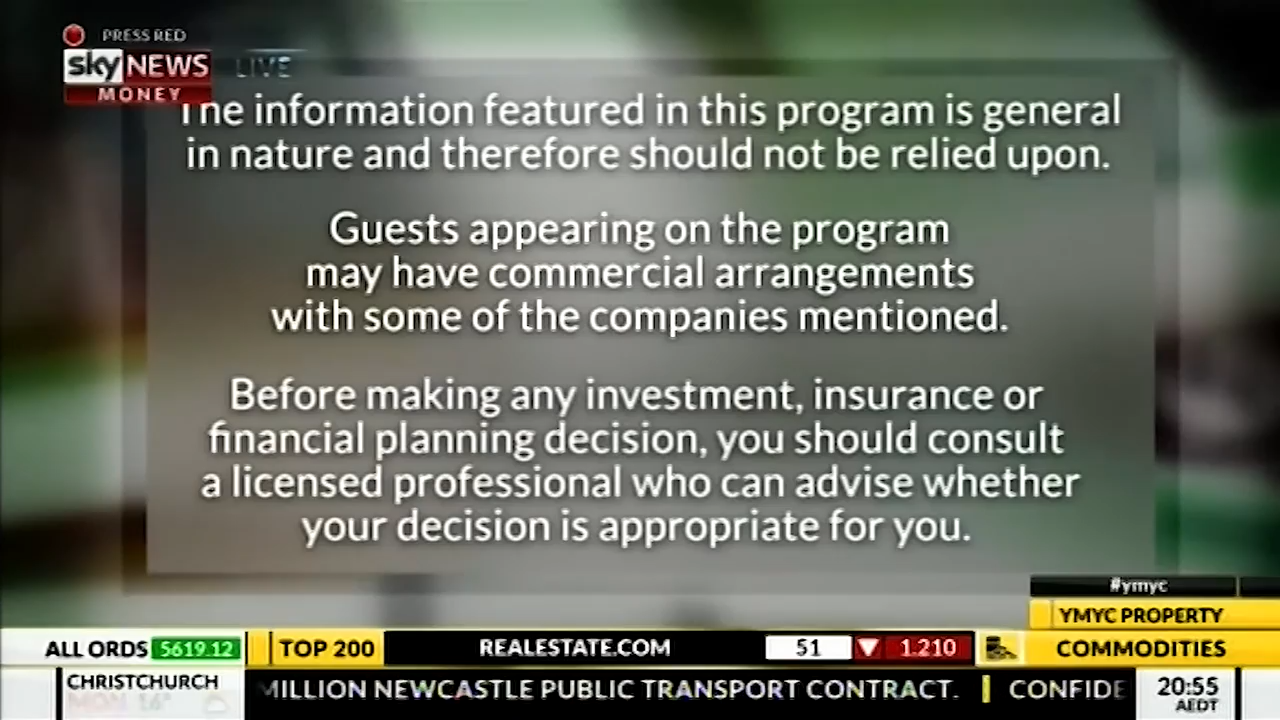 PRESS RED
sky NEWS LIVE
MONEY
The information featured in this program is general
in nature and therefore should not be relied upon.
Guests appearing on the program
may have commercial arrangements
with some of the companies mentioned.
Before making any investment, insurance or
financial planning decision, you should consult
a licensed professional who can advise whether
your decision is appropriate for you.
#ymyc
YMYC PROPERTY
ALL ORDS 5619.12 TOP 200 REALESTATE.COM 51 ▼ 1.210 COMMODITIES
CHRISTCHURCH
MON 16°
MILLION NEWCASTLE PUBLIC TRANSPORT CONTRACT. | CONFIDE
20:55
AEDT